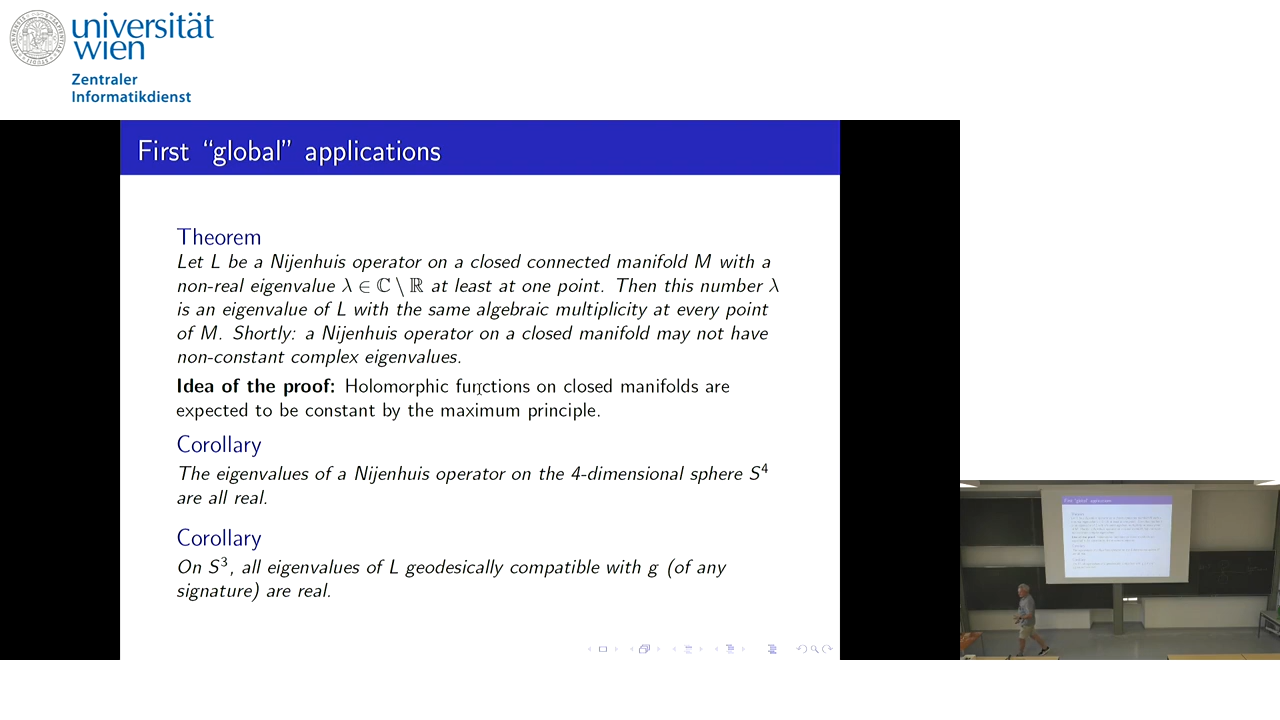 universität
wien
Zentraler
Informatikdienst
First “global” applications
Theorem
Let L be a Nijenhuis operator on a closed connected manifold M with a
non-real eigenvalue λ ∈ ℂ \ ℝ at least at one point. Then this number λ
is an eigenvalue of L with the same algebraic multiplicity at every point
of M. Shortly: a Nijenhuis operator on a closed manifold may not have
non-constant complex eigenvalues.
Idea of the proof: Holomorphic functions on closed manifolds are
expected to be constant by the maximum principle.
Corollary
The eigenvalues of a Nijenhuis operator on the 4-dimensional sphere S⁴
are all real.
Corollary
On S³, all eigenvalues of L geodesically compatible with g (of any
signature) are real.